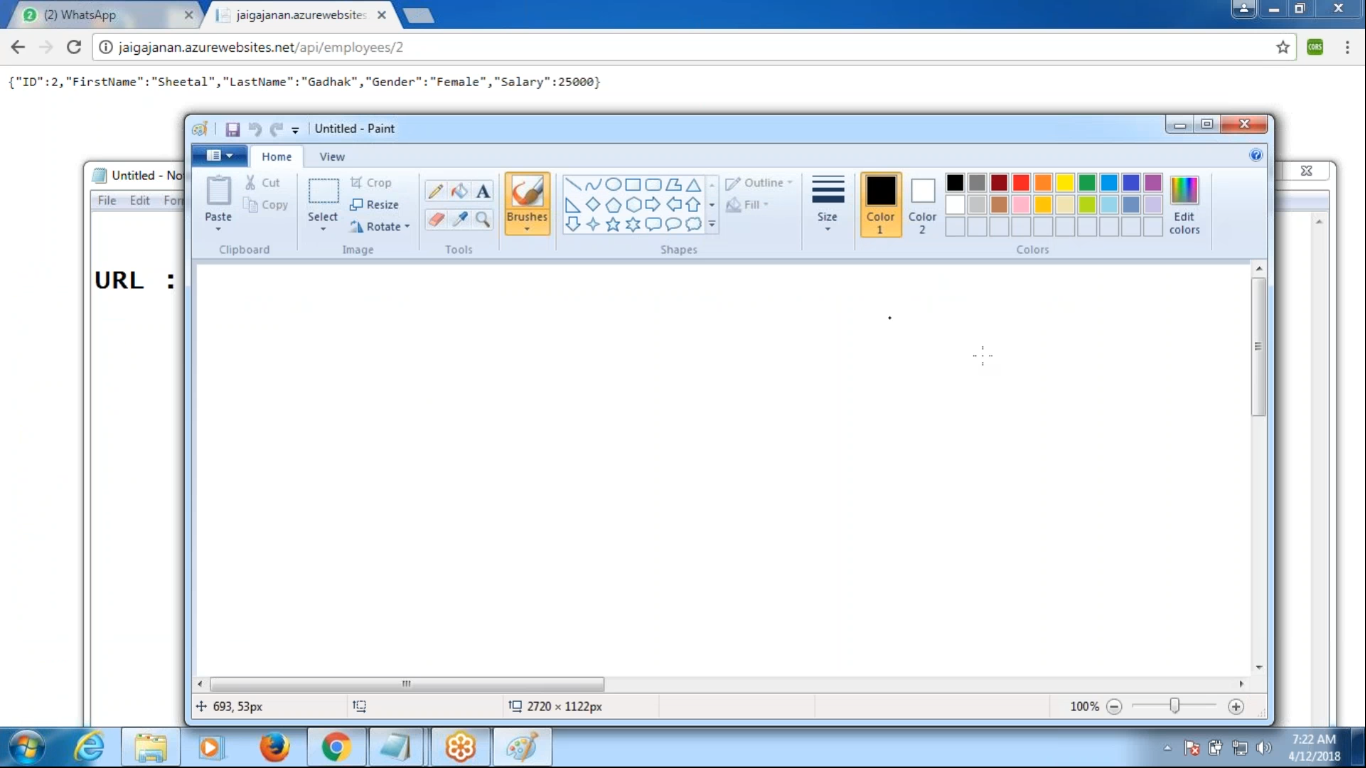 (2) WhatsApp
jaigajanan.azurewebsites
jaigajanan.azurewebsites.net/api/employees/2
{"ID":2,"FirstName":"Sheetal","LastName":"Gadhak","Gender":"Female","Salary":25000}
Untitled - Paint
Untitled - No
Home View
File Edit For
Paste
Cut
Copy
Clipboard
Select
Crop
Resize
Rotate
Image
A
Tools
Brushes
Shapes
Outline
Fill
Size
Color 1
Color 2
Edit colors
Colors
URL :
693, 53px
2720 × 1122px
100%
7:22 AM
4/12/2018